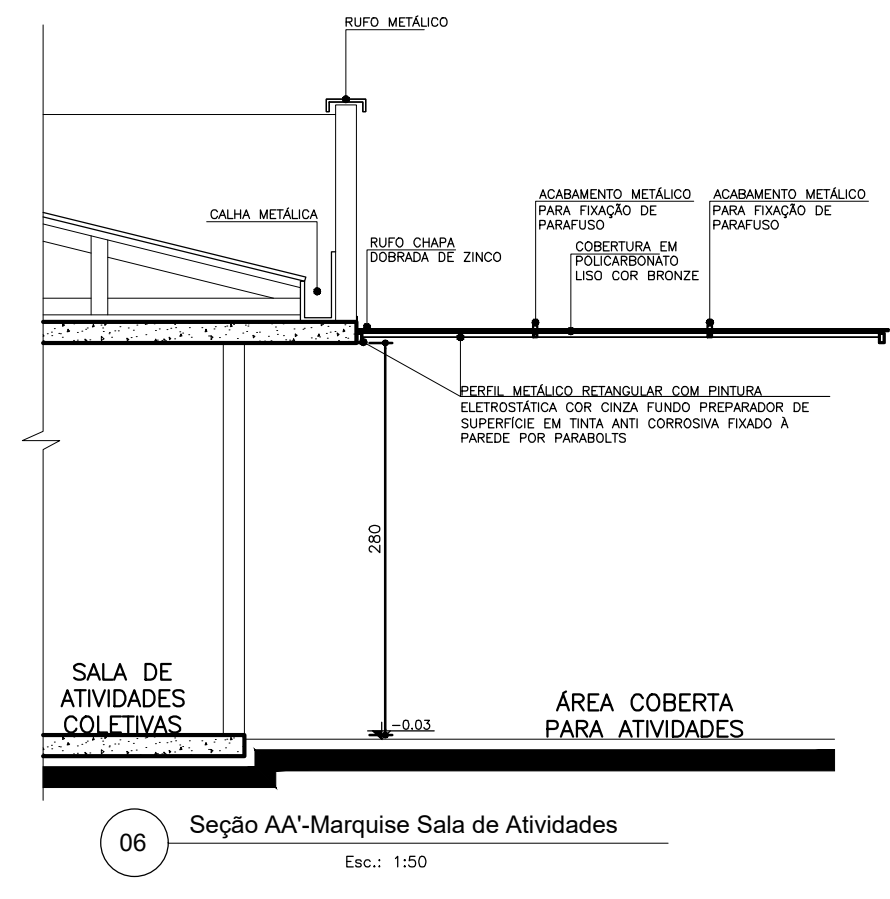 RUFO METÁLICO
ACABAMENTO METÁLICO
PARA FIXAÇÃO DE
PARAFUSO
ACABAMENTO METÁLICO
PARA FIXAÇÃO DE
PARAFUSO
CALHA METÁLICA
RUFO CHAPA
DOBRADA DE ZINCO
COBERTURA EM
POLICARBONATO
LISO COR BRONZE
PERFIL METÁLICO RETANGULAR COM PINTURA
ELETROSTÁTICA COR CINZA FUNDO PREPARADOR DE
SUPERFÍCIE EM TINTA ANTI CORROSIVA FIXADO À
PAREDE POR PARABOLTS
280
SALA DE
ATIVIDADES
COLETIVAS
-0.03
ÁREA COBERTA
PARA ATIVIDADES
06
Seção AA'-Marquise Sala de Atividades
Esc.: 1:50